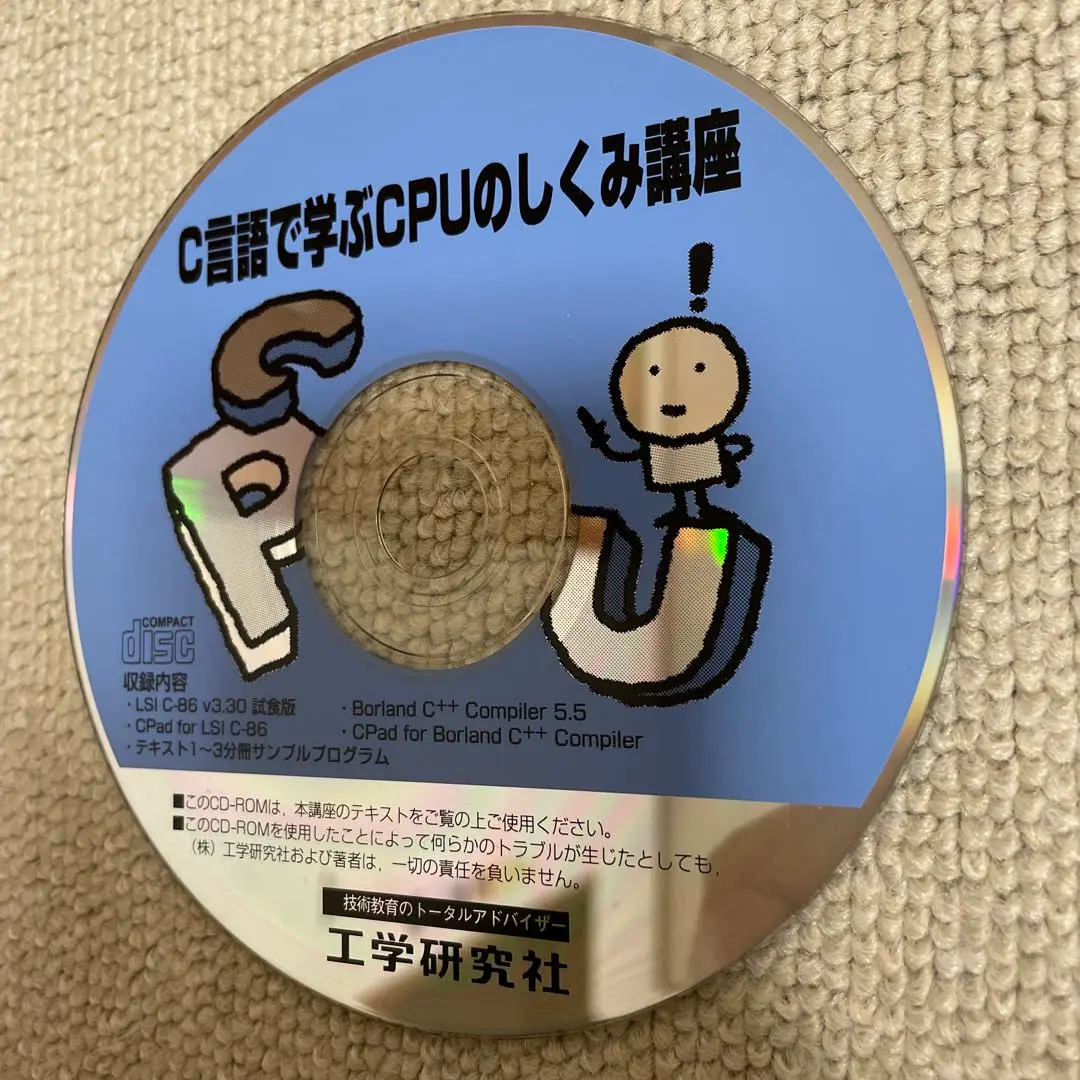 C言語で学ぶCPUのしくみ講座
!
C
P
U
COMPACT
disc
収録内容
・LSI C-86 v3.30 試食版
・CPad for LSI C-86
・テキスト1〜3分冊サンプルプログラム
・Borland C++ Compiler 5.5
・CPad for Borland C++ Compiler
■このCD-ROMは，本講座のテキストをご覧の上ご使用ください。
■このCD-ROMを使用したことによって何らかのトラブルが生じたとしても，
（株）工学研究社および著者は，一切の責任を負いません。
技術教育のトータルアドバイザー
工学研究社